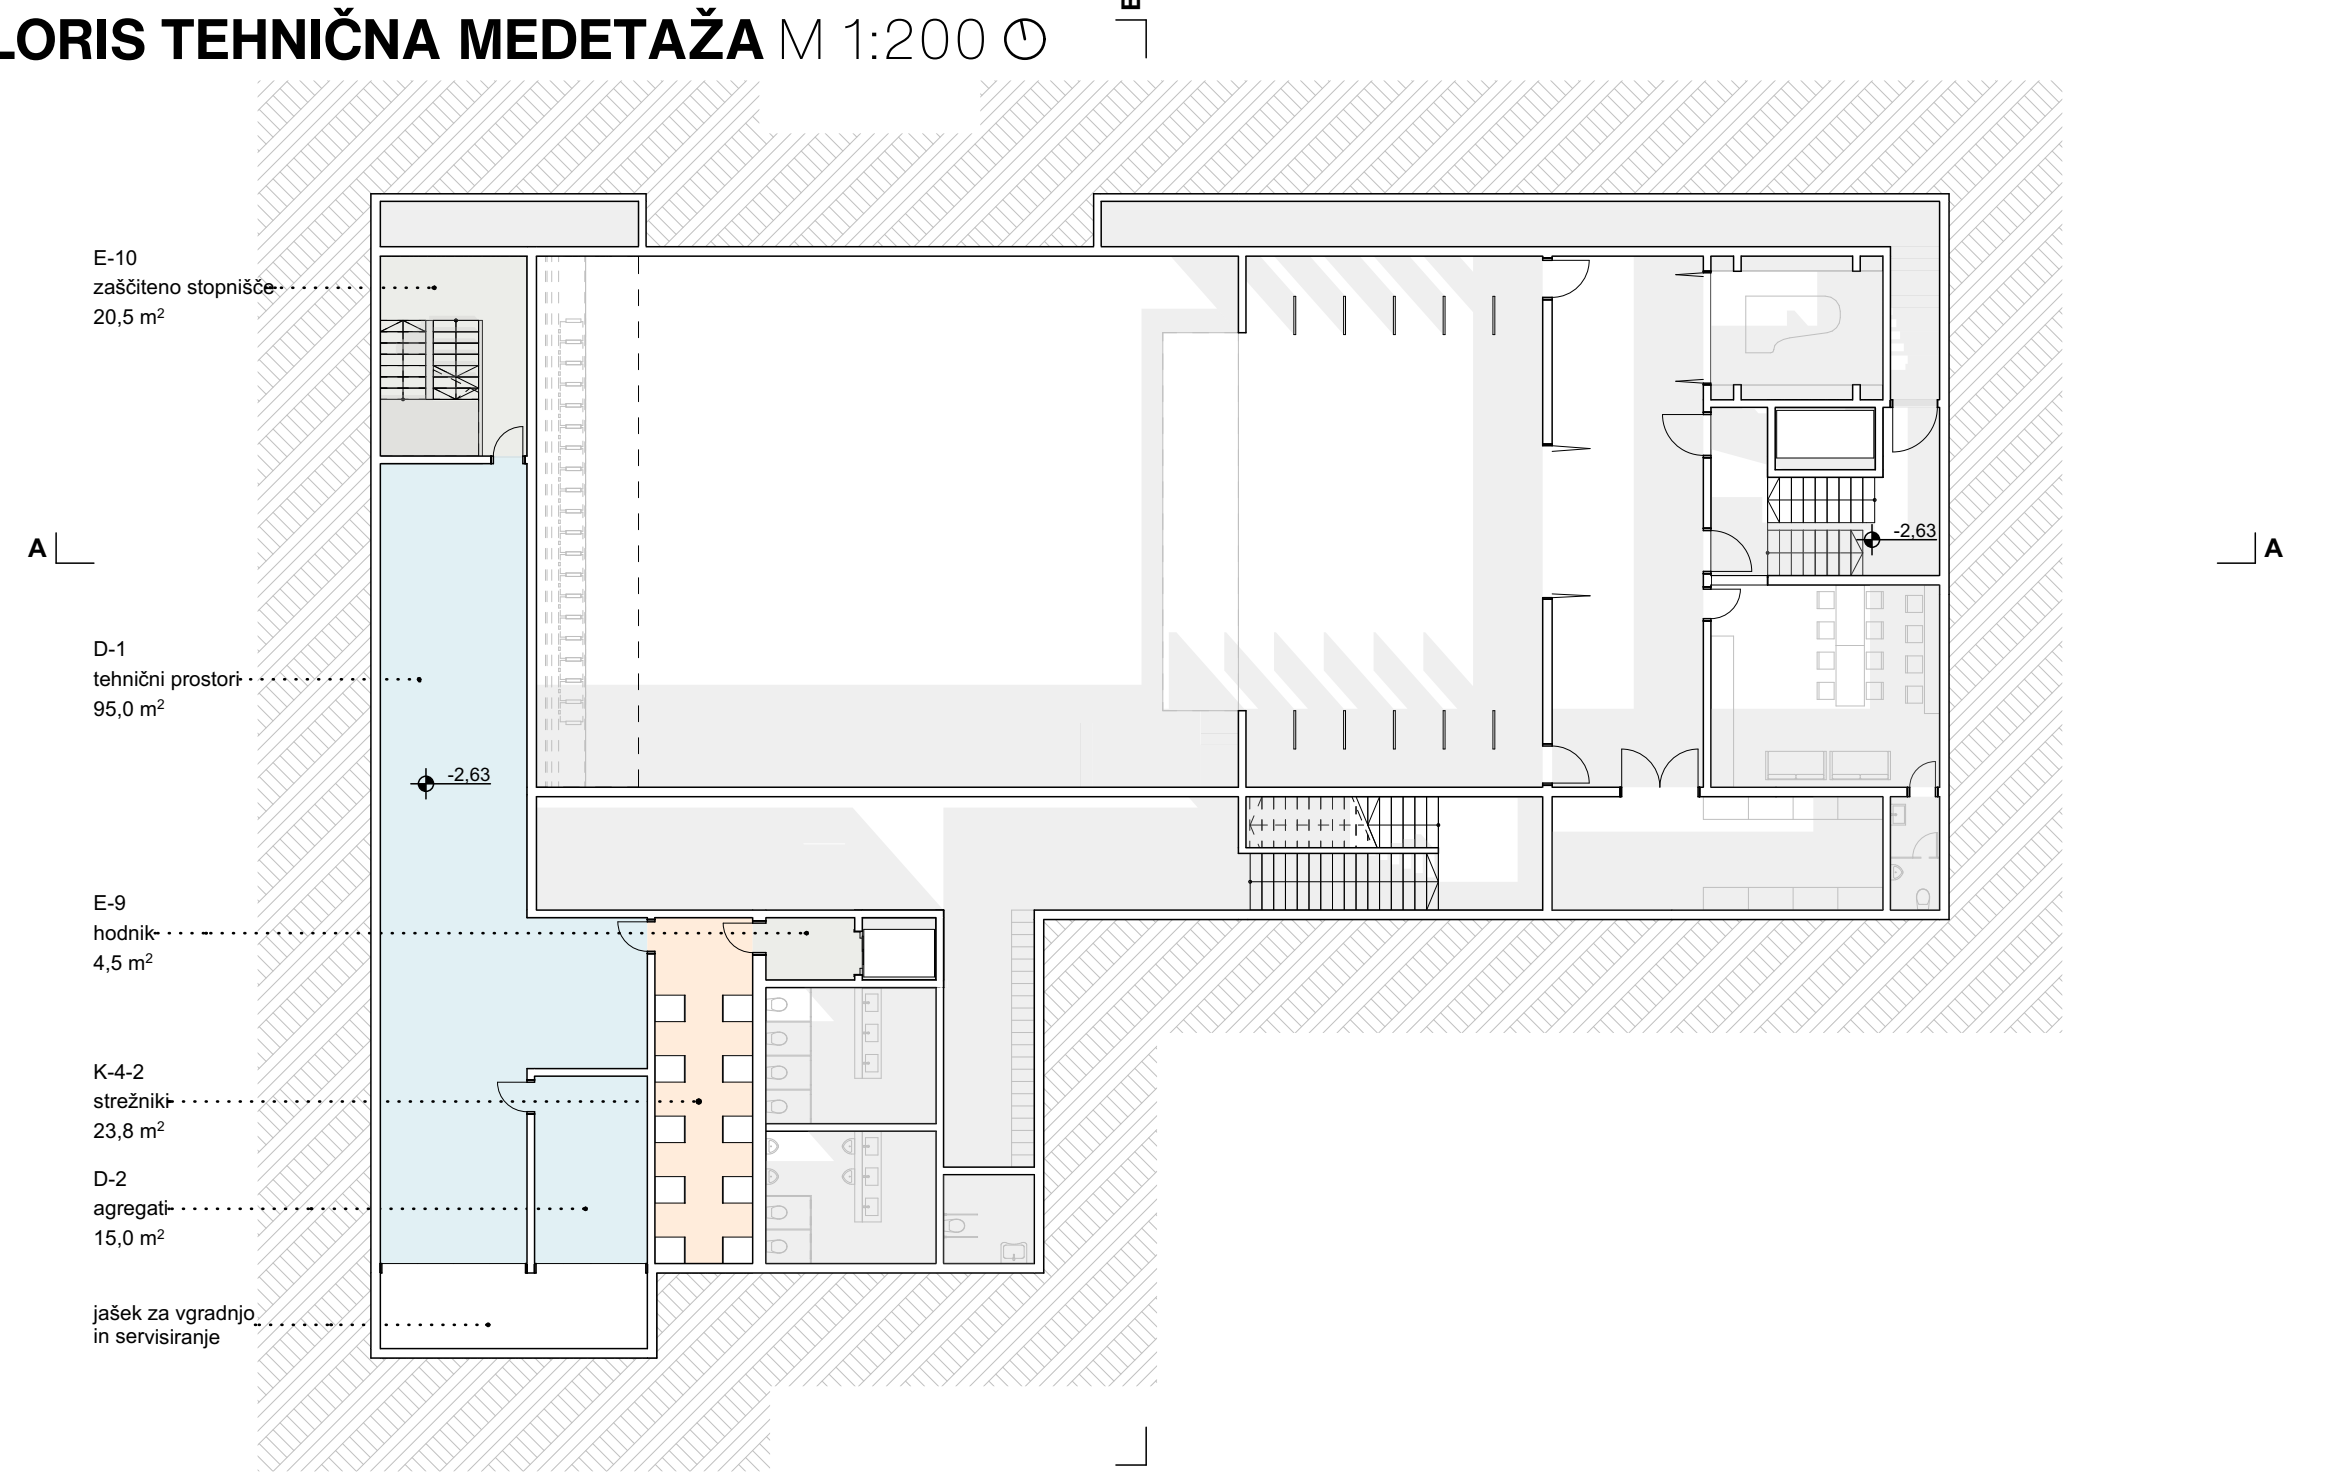 LORIS TEHNIČNA MEDETAŽA M 1:200
E-10
zaščiteno stopnišče
20,5 m²
A
A
-2,63
D-1
tehnični prostori
95,0 m²
-2,63
E-9
hodnik
4,5 m²
K-4-2
strežniki
23,8 m²
D-2
agregati
15,0 m²
jašek za vgradnjo
in servisiranje